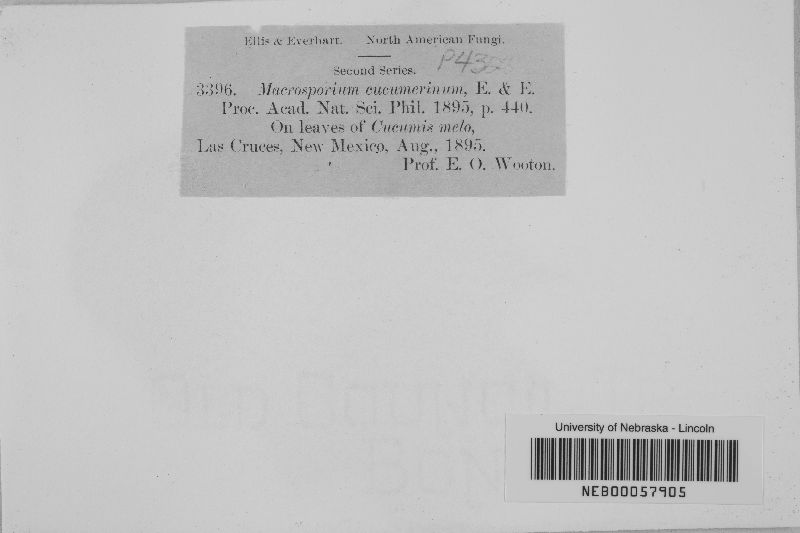 Ellis & Everhart. North American Fungi.
Second Series.
3396. Macrosporium cucumerinum, E. & E.
Proc. Acad. Nat. Sci. Phil. 1895, p. 440.
On leaves of Cucumis melo,
Las Cruces, New Mexico, Aug., 1895.
Prof. E. O. Wooton.
University of Nebraska - Lincoln
NEB00057905